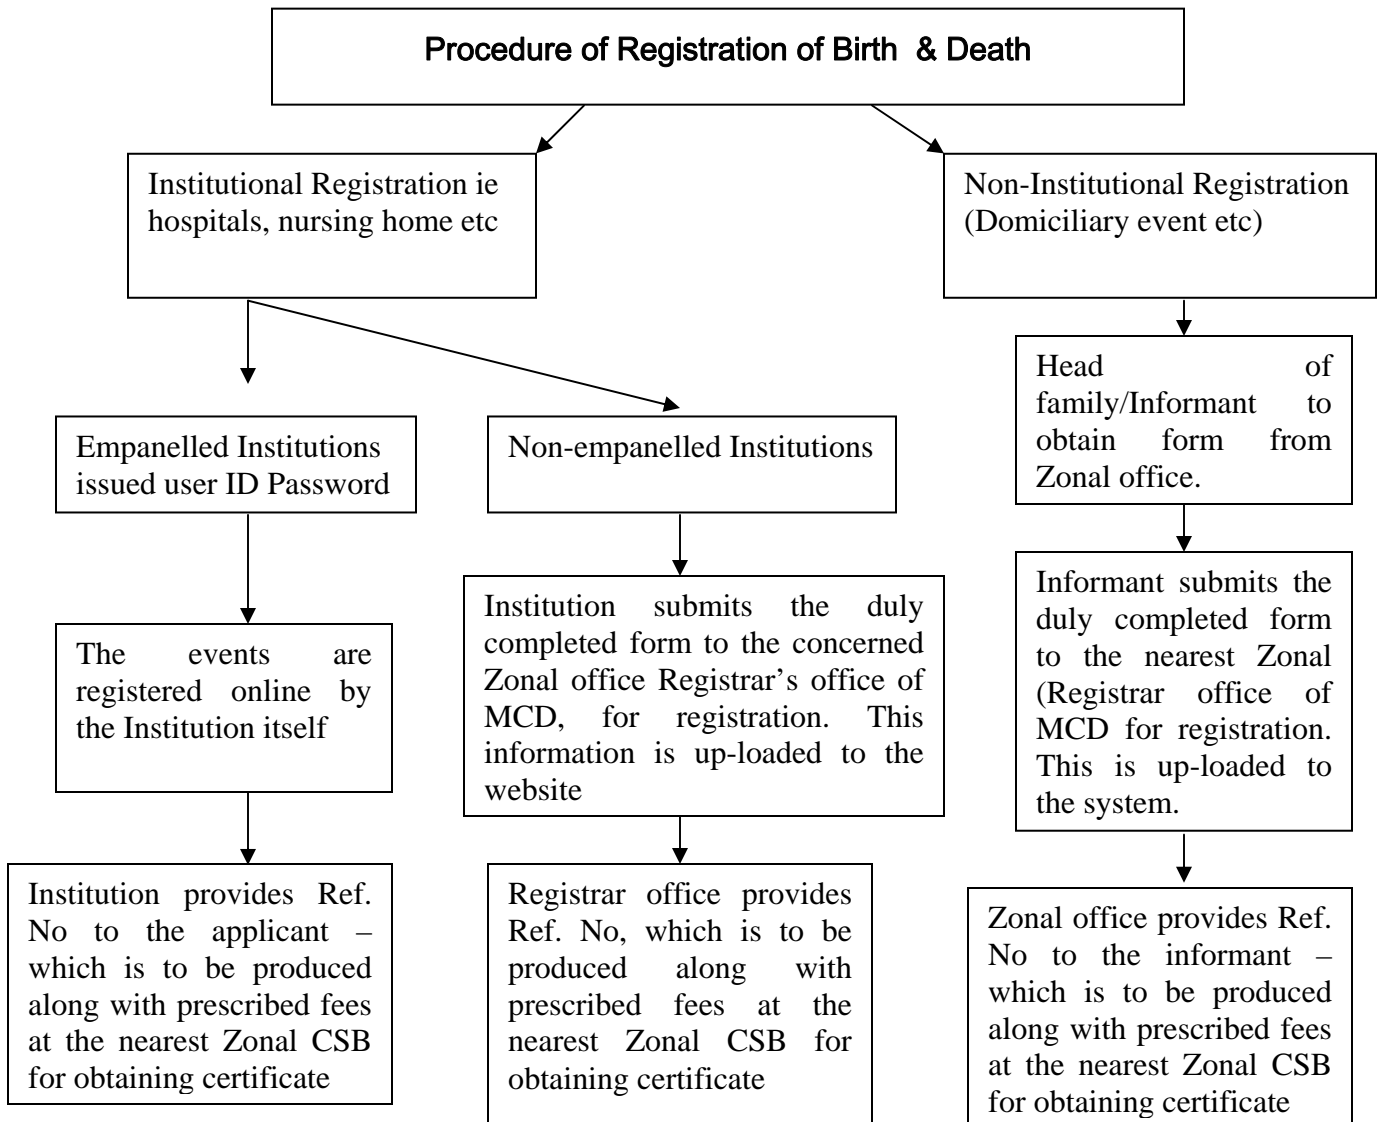 Procedure of Registration of Birth & Death
Institutional Registration ie
hospitals, nursing home etc
Non-Institutional Registration
(Domiciliary event etc)
Empanelled Institutions
issued user ID Password
Non-empanelled Institutions
Head of
family/Informant to
obtain form from
Zonal office.
The events are
registered online by
the Institution itself
Institution submits the duly
completed form to the concerned
Zonal office Registrar’s office of
MCD, for registration. This
information is up-loaded to the
website
Informant submits the
duly completed form
to the nearest Zonal
(Registrar office of
MCD for registration.
This is up-loaded to
the system.
Institution provides Ref.
No to the applicant –
which is to be produced
along with prescribed fees
at the nearest Zonal CSB
for obtaining certificate
Registrar office provides
Ref. No, which is to be
produced along with
prescribed fees at the
nearest Zonal CSB for
obtaining certificate
Zonal office provides Ref.
No to the informant –
which is to be produced
along with prescribed fees
at the nearest Zonal CSB
for obtaining certificate